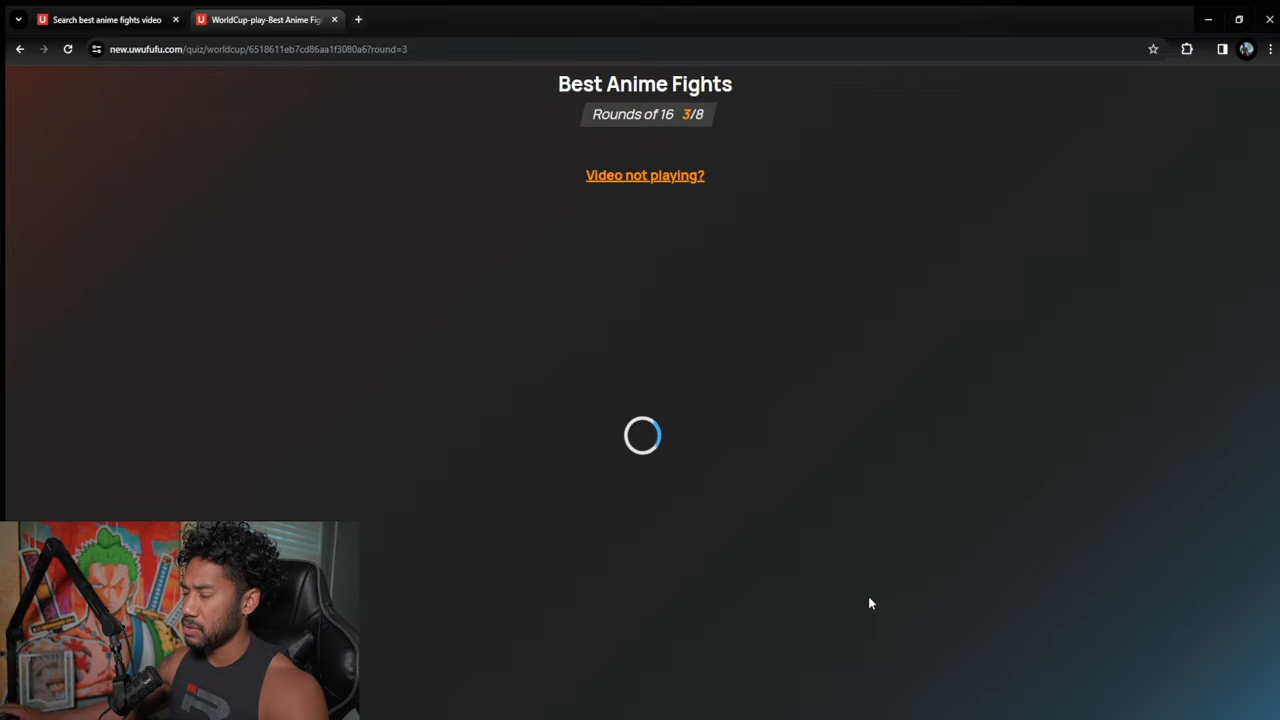 Search best anime fights video
WorldCup-play-Best Anime Fig
new.uwufufu.com/quiz/worldcup/6518611eb7cd86aa1f3080a6?round=3
Best Anime Fights
Rounds of 16 3/8
Video not playing?